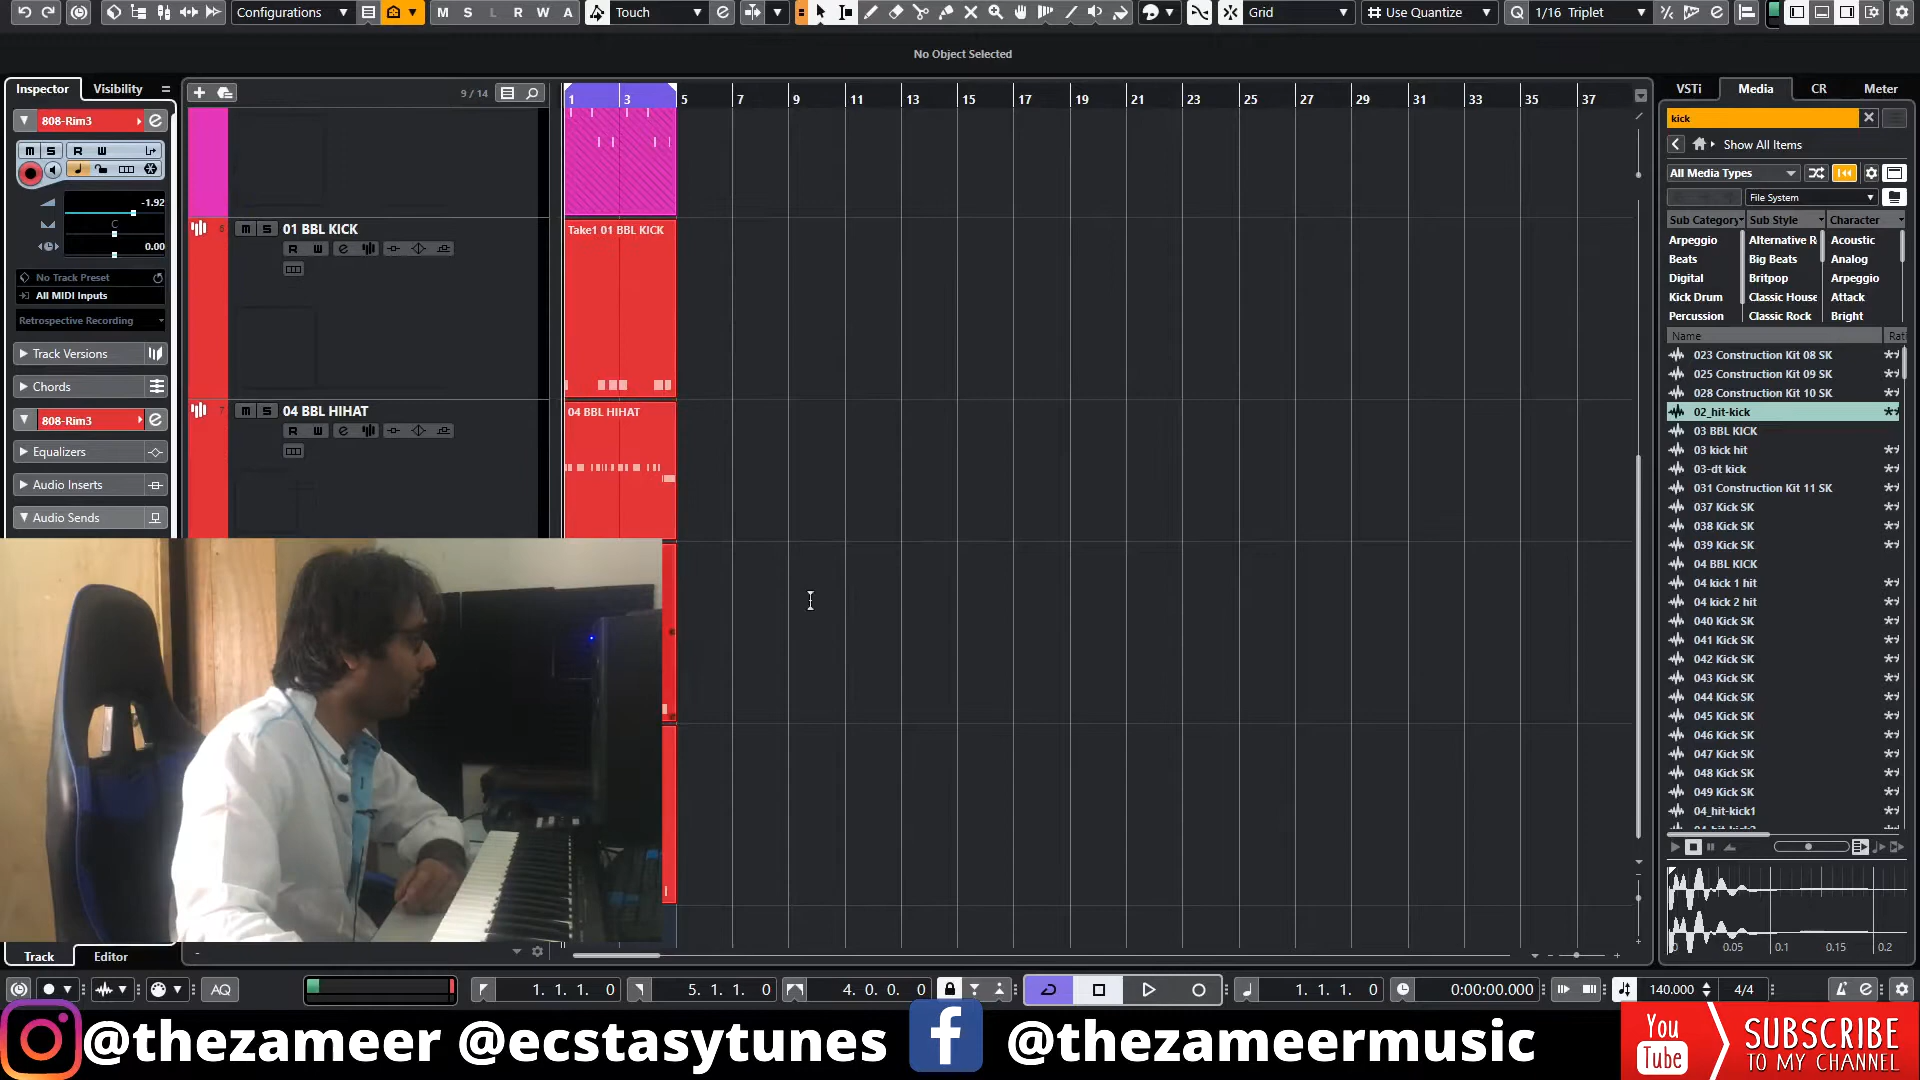 Configurations
M S L R W A
Touch
Grid
Use Quantize
Q 1/16 Triplet
No Object Selected
Inspector Visibility
9 / 14
1 3 5 7 9 11 13 15 17 19 21 23 25 27 29 31 33 35 37
VSTi Media CR Meter
808-Rim3
kick
M S R W
Show All Items
All Media Types
-1.92
File System
C
Sub Category Sub Style Character
0.00
Arpeggio Alternative R Acoustic
Beats Big Beats Analog
Digital Britpop Arpeggio
Kick Drum Classic House Attack
Percussion Classic Rock Bright
6 M S 01 BBL KICK
R W
Take1 01 BBL KICK
No Track Preset
All MIDI Inputs
Retrospective Recording
Track Versions
Chords
808-Rim3
Equalizers
Audio Inserts
Audio Sends
7 M S 04 BBL HIHAT
R W
04 BBL HIHAT
Name Rati
023 Construction Kit 08 SK
025 Construction Kit 09 SK
028 Construction Kit 10 SK
02_hit-kick
03 BBL KICK
03 kick hit
03-dt kick
031 Construction Kit 11 SK
037 Kick SK
038 Kick SK
039 Kick SK
04 BBL KICK
04 kick 1 hit
04 kick 2 hit
040 Kick SK
041 Kick SK
042 Kick SK
043 Kick SK
044 Kick SK
045 Kick SK
046 Kick SK
047 Kick SK
048 Kick SK
049 Kick SK
04_hit-kick1
0 0.05 0.1 0.15 0.2
Track Editor
AQ
1. 1. 1. 0
5. 1. 1. 0
4. 0. 0. 0
1. 1. 1. 0
0:00:00.000
140.000
4/4
@thezameer @ecstasytunes f @thezameermusic
You
Tube
SUBSCRIBE
TO MY CHANNEL